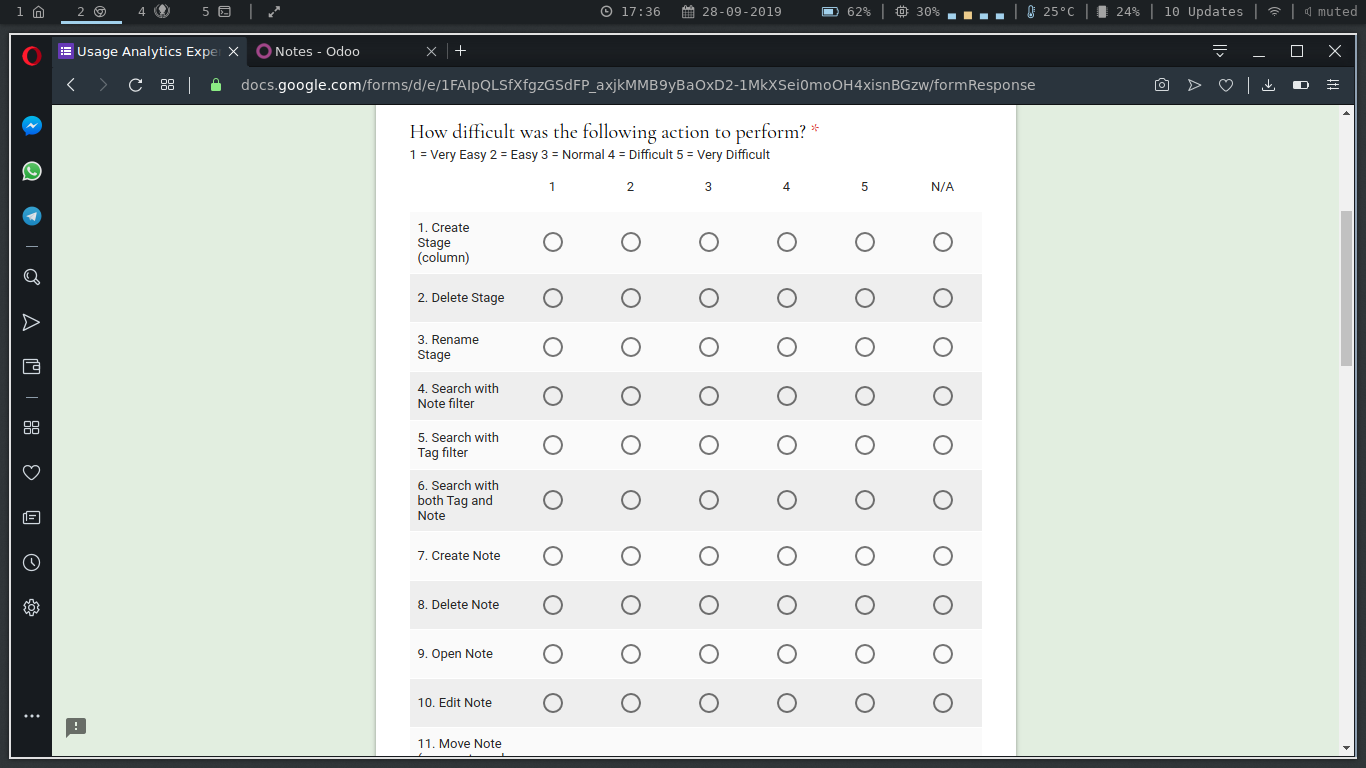 1 2 4 5 17:36 28-09-2019 62% 30% 25°C 24% 10 Updates muted
Usage Analytics Expe Notes - Odoo
docs.google.com/forms/d/e/1FAIpQLSfXfgzGSdFP_axjkMMB9yBaOxD2-1MkXSei0moOH4xisnBGzw/formResponse
How difficult was the following action to perform? *
1 = Very Easy 2 = Easy 3 = Normal 4 = Difficult 5 = Very Difficult
1 2 3 4 5 N/A
1. Create
Stage
(column)
2. Delete Stage
3. Rename
Stage
4. Search with
Note filter
5. Search with
Tag filter
6. Search with
both Tag and
Note
7. Create Note
8. Delete Note
9. Open Note
10. Edit Note
11. Move Note